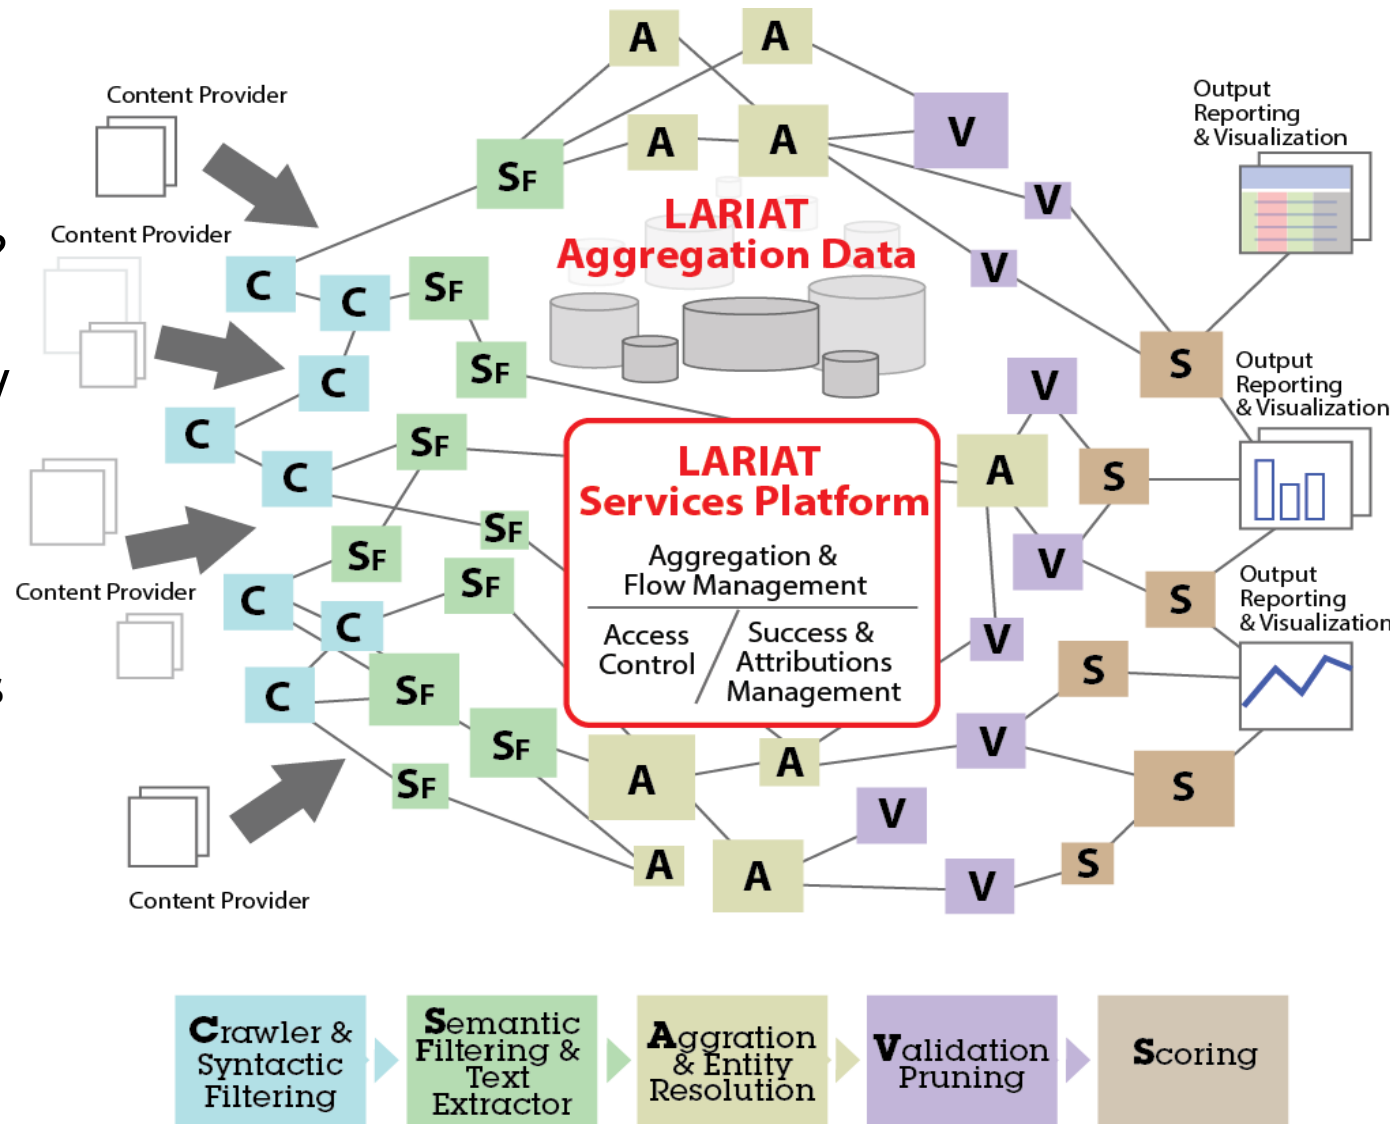 A
A
Content Provider
Output
Reporting
& Visualization
A
A
V
SF
V
LARIAT
Aggregation Data
Content Provider
?
C
C
SF
V
C
SF
S
Output
Reporting
& Visualization
y
V
C
SF
C
LARIAT
Services Platform
A
S
SF
SF
Aggregation &
Flow Management
V
Output
Reporting
& Visualization
Content Provider
C
SF
C
Access
Control
Success &
Attributions
Management
V
S
S
s
C
SF
SF
V
A
A
S
SF
V
A
A
V
S
Content Provider
Crawler &
Syntactic
Filtering
Semantic
Filtering &
Text
Extractor
Aggration
& Entity
Resolution
Validation
Pruning
Scoring